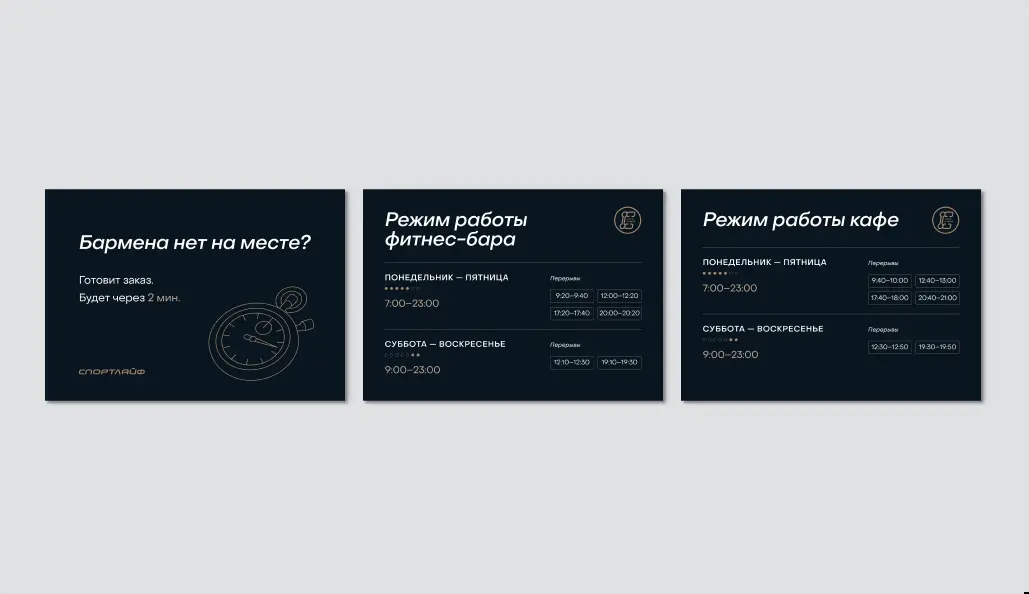 Бармена нет на месте?
Готовит заказ.
Будет через 2 мин.
СПОРТЛАЙФ
Режим работы
фитнес-бара
ПОНЕДЕЛЬНИК — ПЯТНИЦА
7:00–23:00
Перерывы
9:20–9:40 12:00–12:20
17:20–17:40 20:00–20:20
СУББОТА — ВОСКРЕСЕНЬЕ
9:00–23:00
Перерывы
12:10–12:30 19:10–19:30
Режим работы кафе
ПОНЕДЕЛЬНИК — ПЯТНИЦА
7:00–23:00
Перерывы
9:40–10:00 12:40–13:00
17:40–18:00 20:40–21:00
СУББОТА — ВОСКРЕСЕНЬЕ
9:00–23:00
Перерывы
12:30–12:50 19:30–19:50